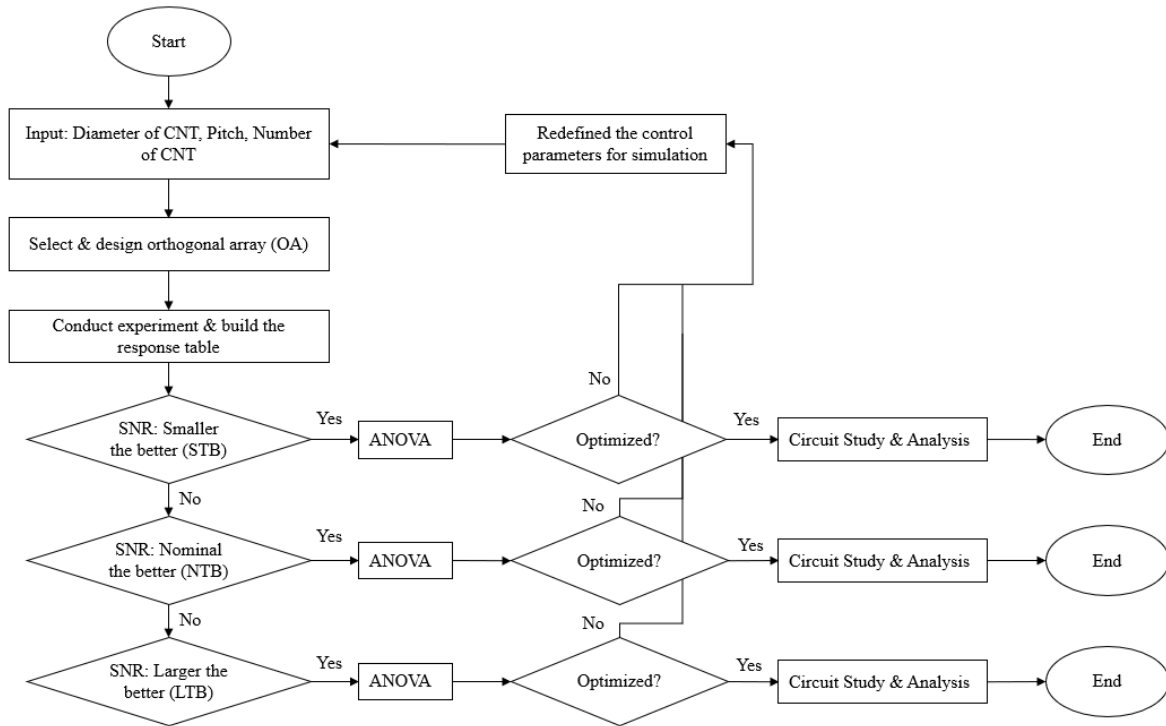 Start
Input: Diameter of CNT, Pitch, Number
of CNT
Redefined the control
parameters for simulation
Select & design orthogonal array (OA)
Conduct experiment & build the
response table
No
SNR: Smaller
the better (STB)
Yes
ANOVA
Optimized?
Yes
Circuit Study & Analysis
End
No
No
SNR: Nominal
the better (NTB)
Yes
ANOVA
Optimized?
Yes
Circuit Study & Analysis
End
No
No
SNR: Larger the
better (LTB)
Yes
ANOVA
Optimized?
Yes
Circuit Study & Analysis
End